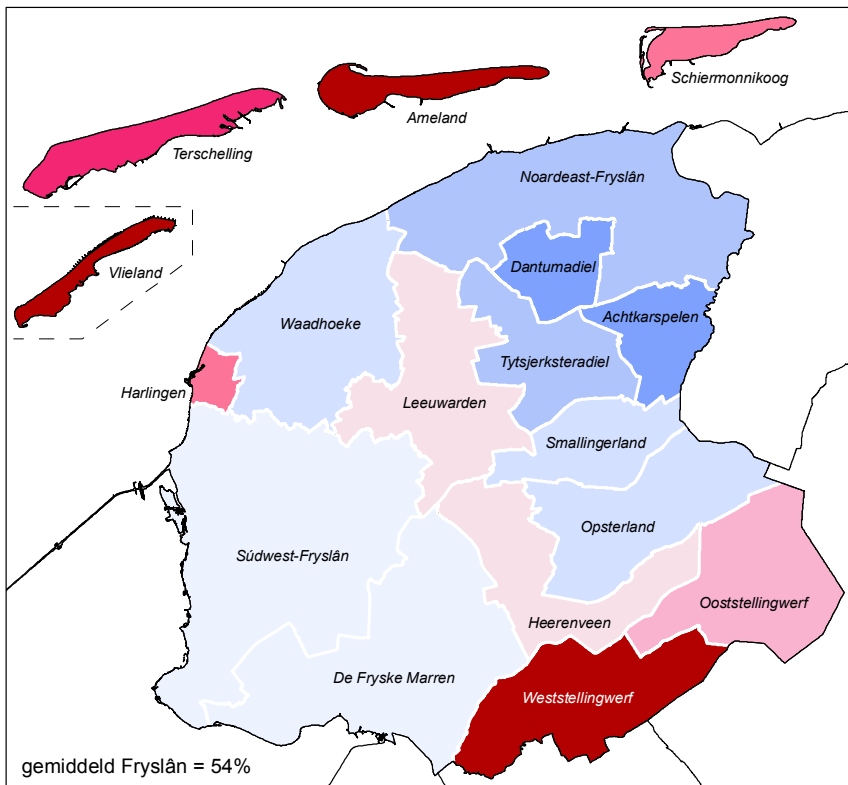 Schiermonnikoog
Ameland
Terschelling
Noardeast-Fryslân
Dantumadiel
Vlieland
Achtkarspelen
Waadhoeke
Tytsjerksteradiel
Harlingen
Leeuwarden
Smallingerland
Opsterland
Súdwest-Fryslân
Ooststellingwerf
Heerenveen
De Fryske Marren
Weststellingwerf
gemiddeld Fryslân = 54%